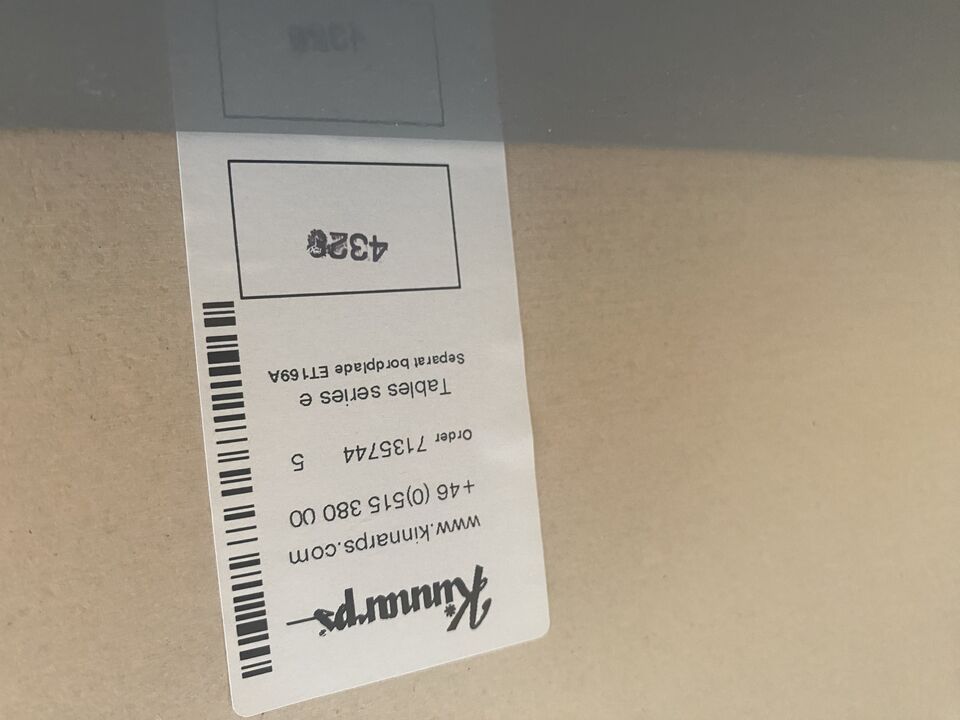 Kinnarps
www.kinnarps.com
+46 (0)515 380 00
Order 7135744 5
Tables series e
Separat bordplade ET169A